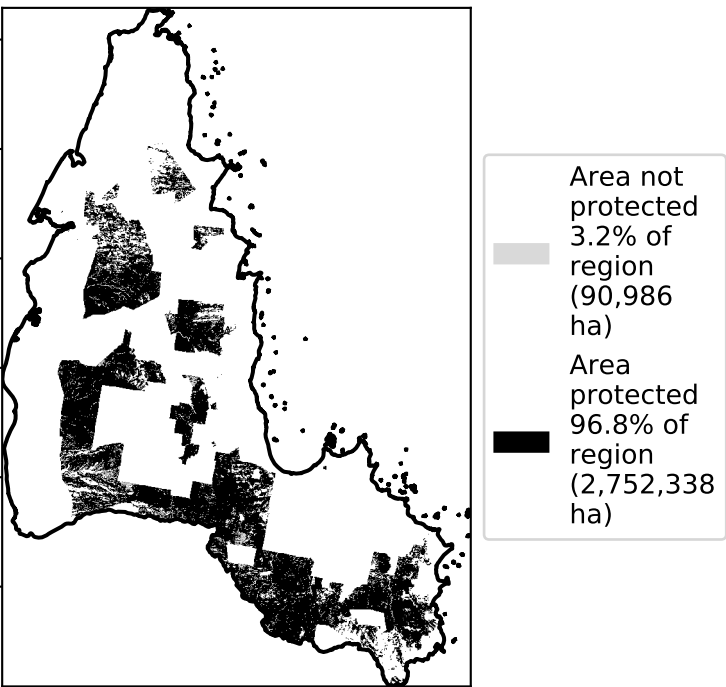 Area not
protected
3.2% of
region
(90,986
ha)
Area
protected
96.8% of
region
(2,752,338
ha)